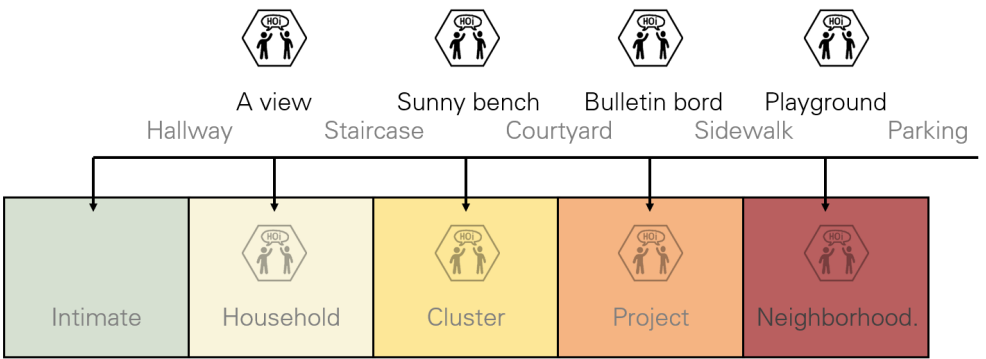 HOi HOi HOi HOi
A view Sunny bench Bulletin bord Playground
Hallway Staircase Courtyard Sidewalk Parking
HOi HOi HOi HOi
Intimate Household Cluster Project Neighborhood.